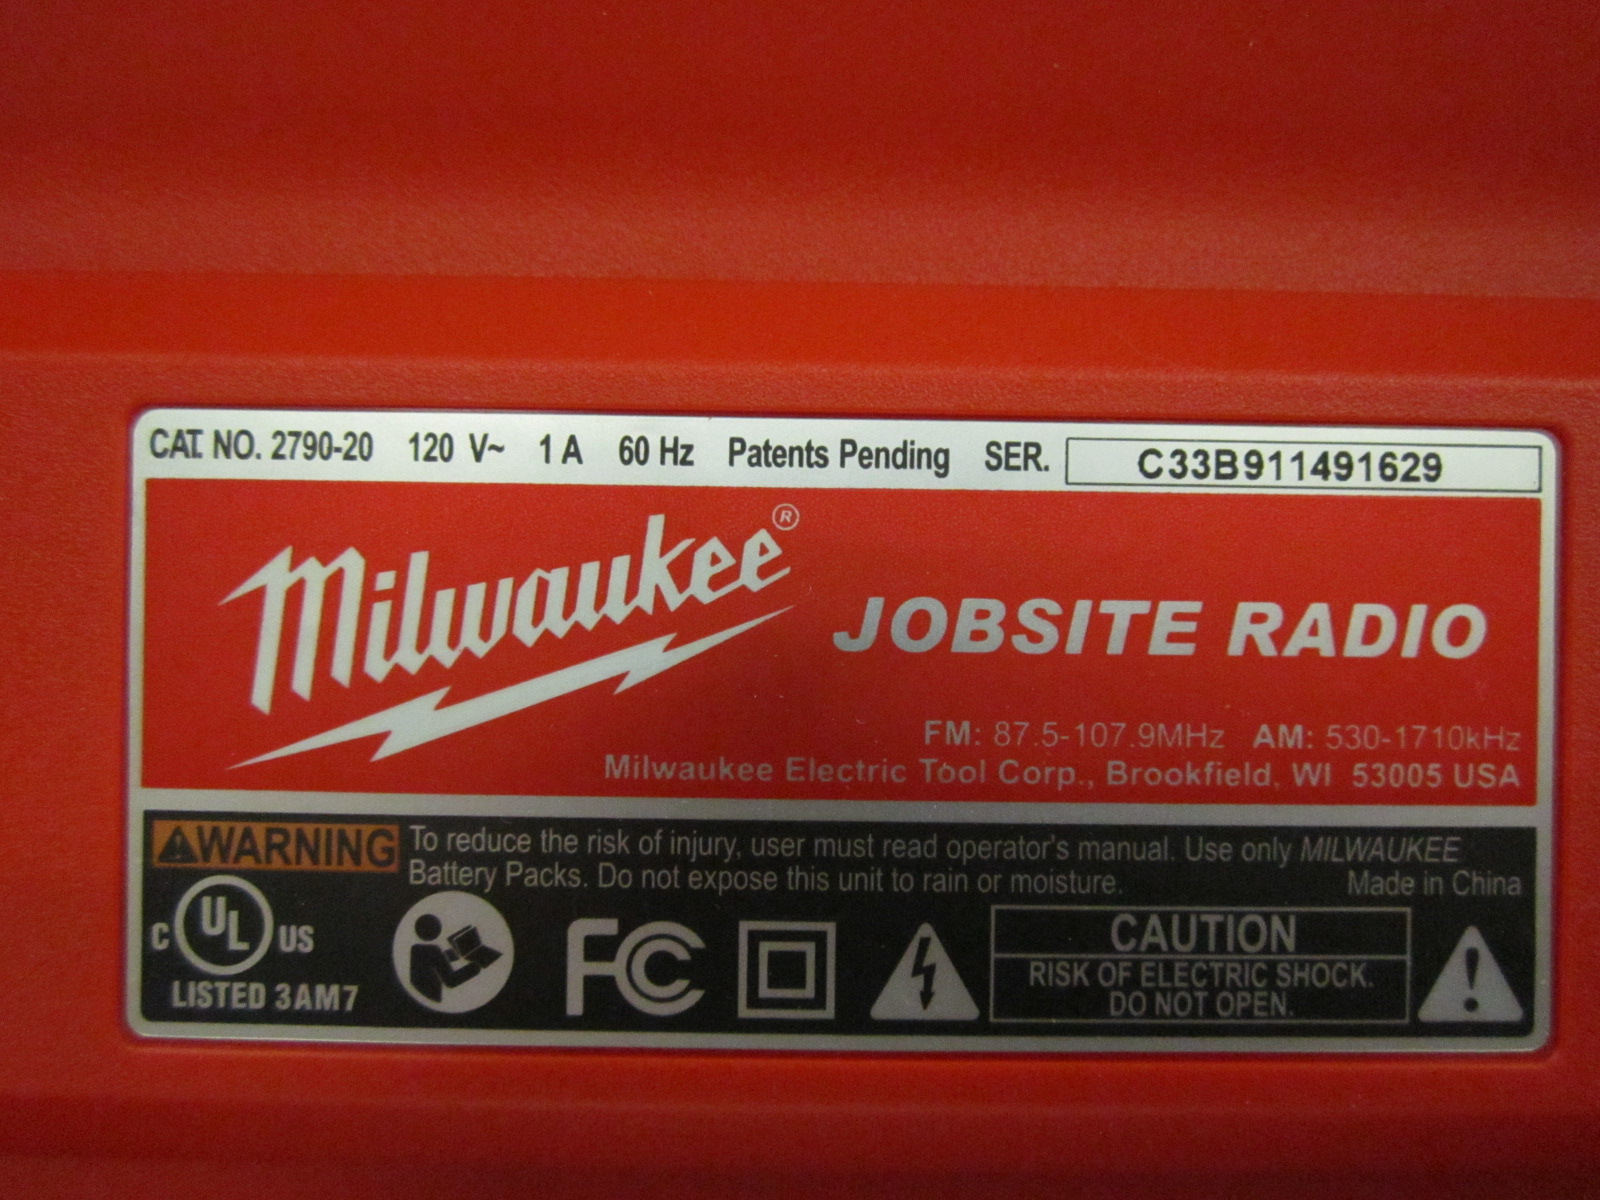 CAT. NO. 2790-20 120 V~ 1 A 60 Hz Patents Pending SER. C33B911491629
Milwaukee®
JOBSITE RADIO
FM: 87.5-107.9MHz AM: 530-1710kHz
Milwaukee Electric Tool Corp., Brookfield, WI 53005 USA
WARNING To reduce the risk of injury, user must read operator's manual. Use only MILWAUKEE
Battery Packs. Do not expose this unit to rain or moisture. Made in China
C UL US
LISTED 3AM7
FC
CAUTION
RISK OF ELECTRIC SHOCK.
DO NOT OPEN.